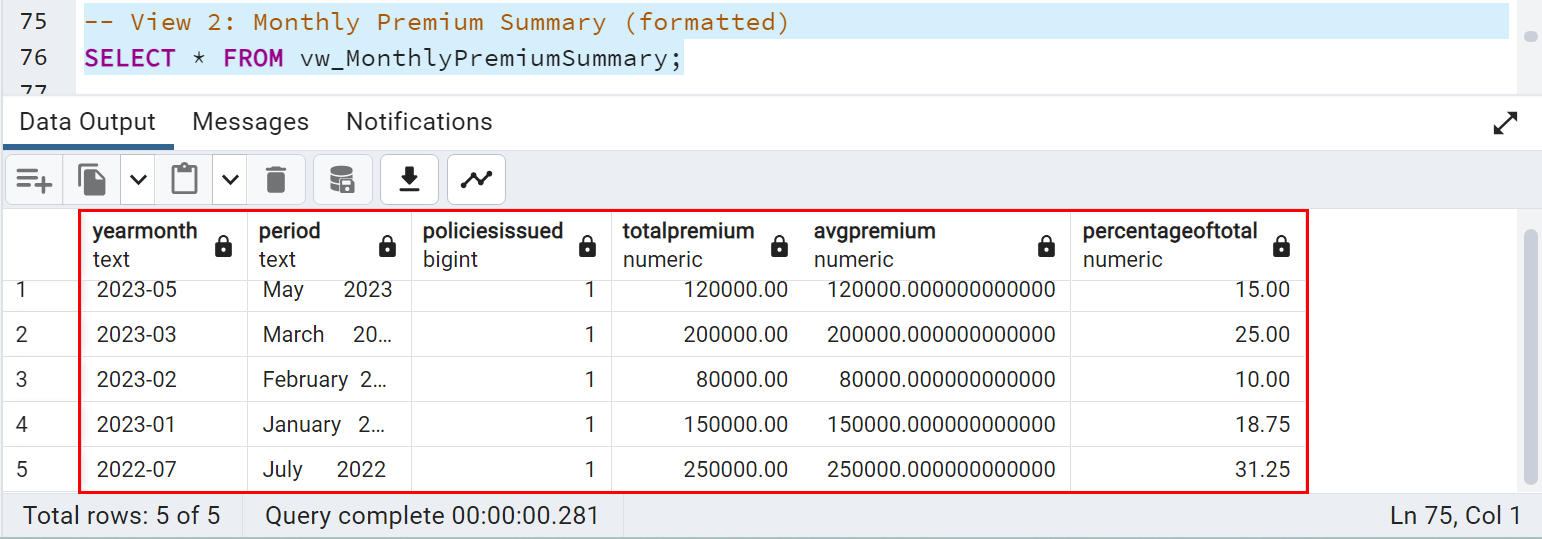 75 -- View 2: Monthly Premium Summary (formatted)
76 SELECT * FROM vw_MonthlyPremiumSummary;
77
Data Output Messages Notifications
yearmonth period policiesissued totalpremium avgpremium percentageoftotal
text text bigint numeric numeric numeric
1 2023-05 May 2023 1 120000.00 120000.000000000000 15.00
2 2023-03 March 20... 1 200000.00 200000.000000000000 25.00
3 2023-02 February 2... 1 80000.00 80000.000000000000 10.00
4 2023-01 January 2... 1 150000.00 150000.000000000000 18.75
5 2022-07 July 2022 1 250000.00 250000.000000000000 31.25
Total rows: 5 of 5 Query complete 00:00:00.281 Ln 75, Col 1